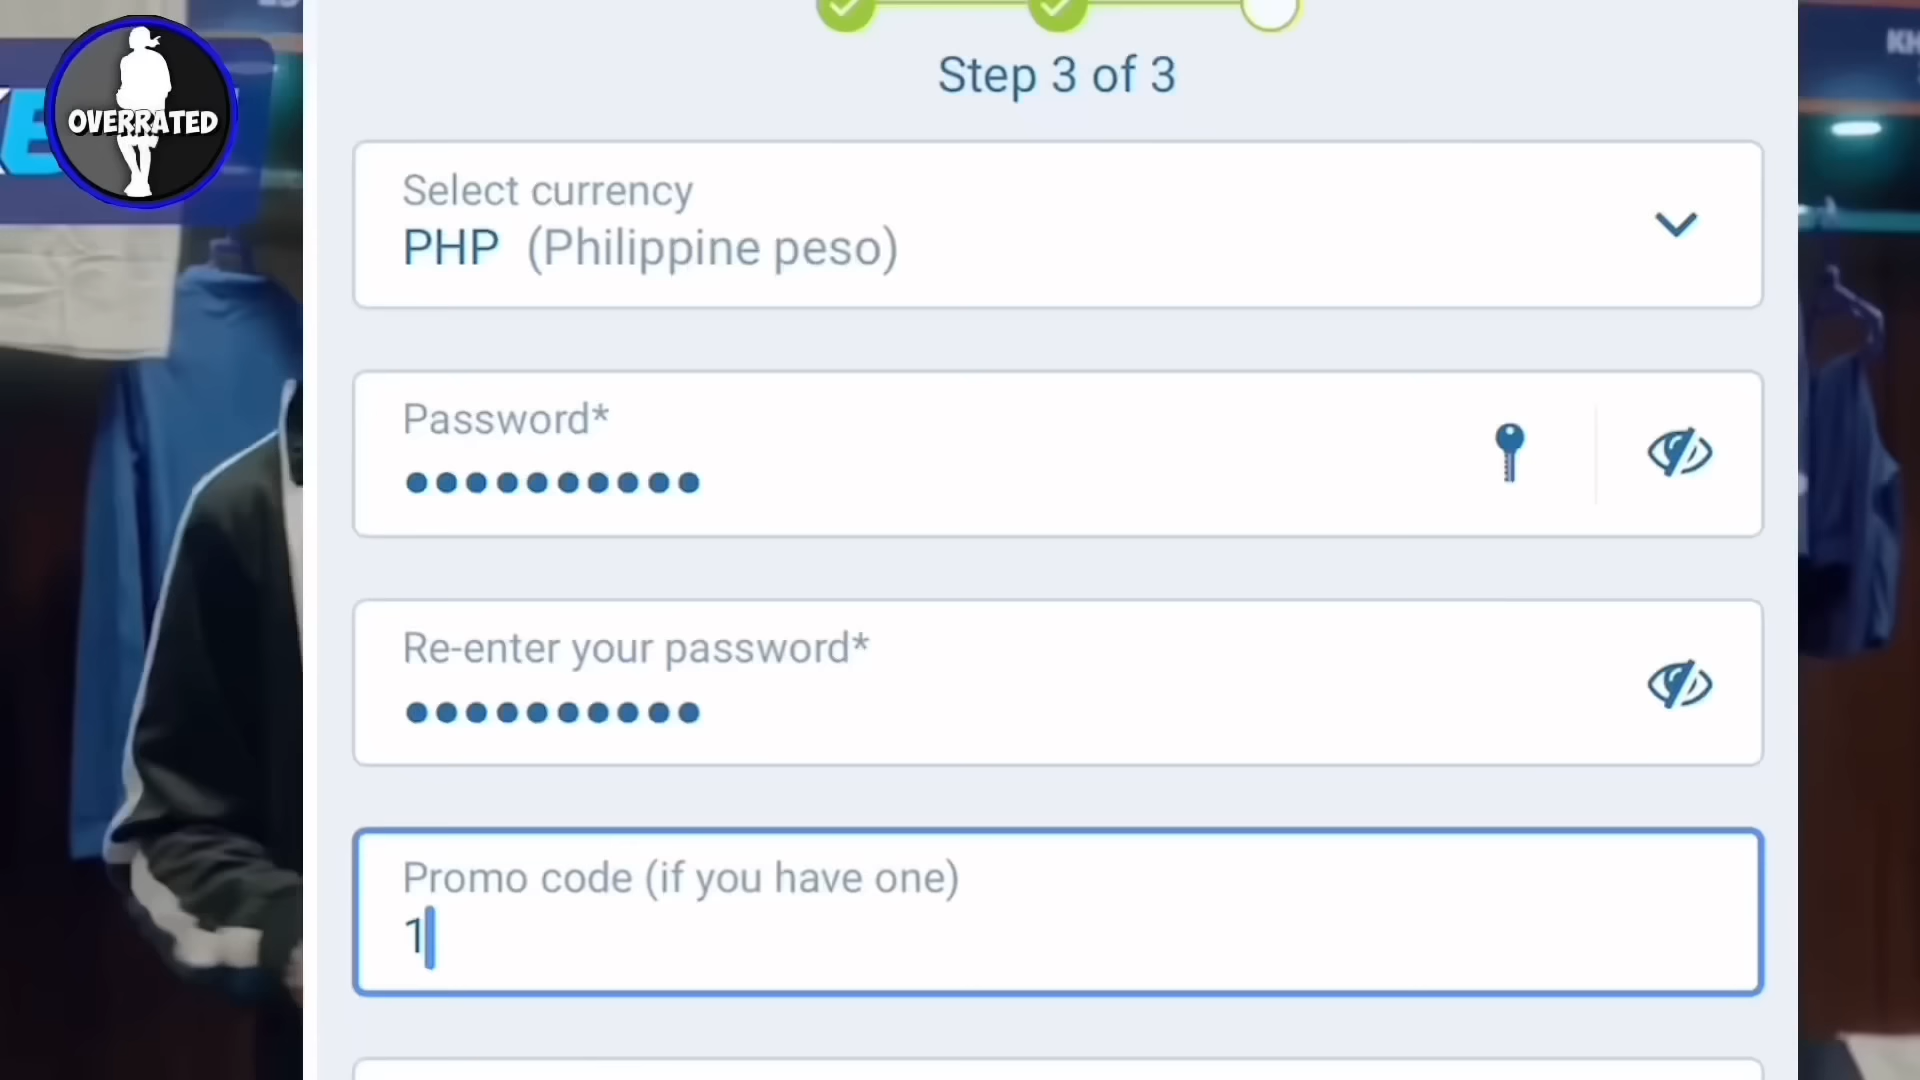 OVERRATED
Step 3 of 3
Select currency
PHP (Philippine peso)
Password*
Re-enter your password*
Promo code (if you have one)
1
KH